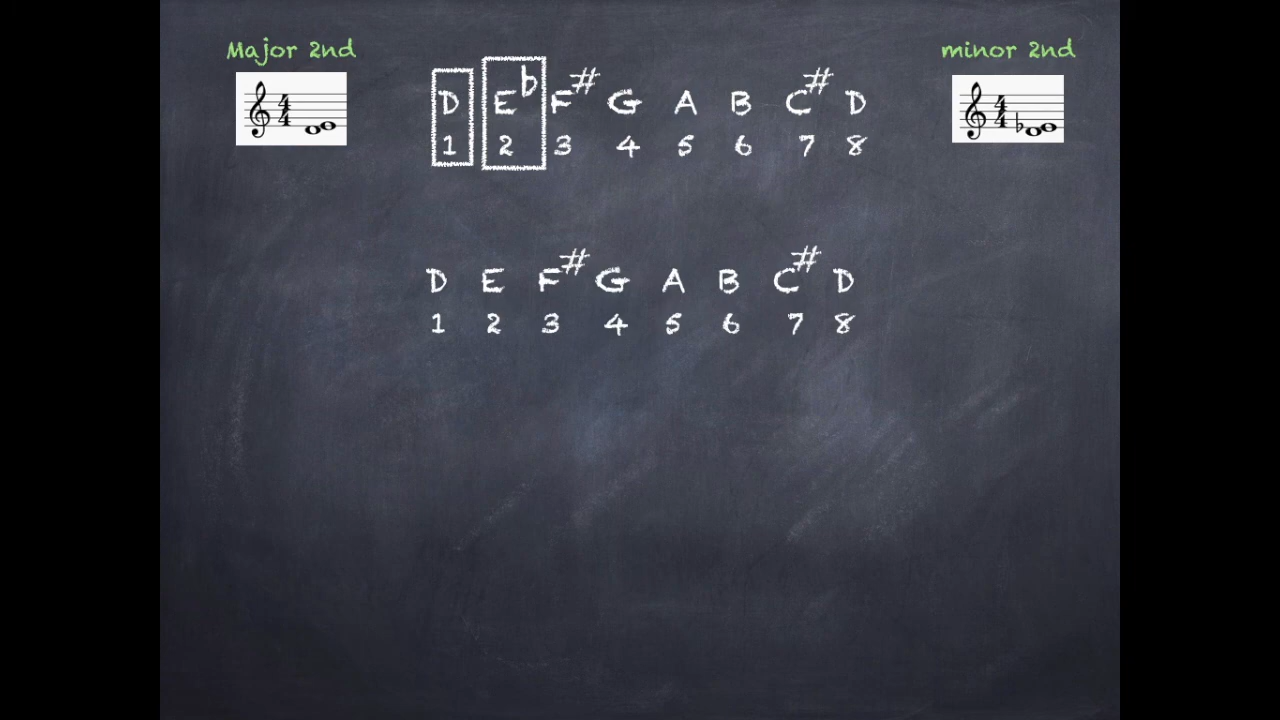 Major 2nd
minor 2nd
D E♭ F# G A B C# D
1 2 3 4 5 6 7 8
D E F# G A B C# D
1 2 3 4 5 6 7 8